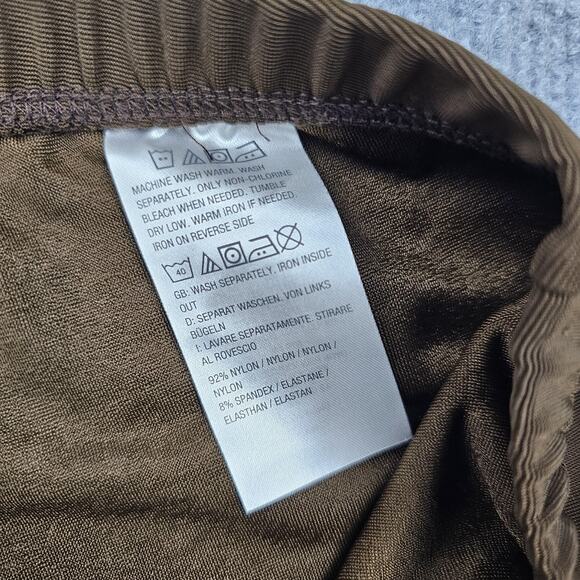 MACHINE WASH WARM. WASH
SEPARATELY. ONLY NON-CHLORINE
BLEACH WHEN NEEDED. TUMBLE
DRY LOW. WARM IRON IF NEEDED.
IRON ON REVERSE SIDE
40
GB: WASH SEPARATELY. IRON INSIDE
OUT
D: SEPARAT WASCHEN. VON LINKS
BÜGELN
I: LAVARE SEPARATAMENTE. STIRARE
AL ROVESCIO
92% NYLON / NYLON / NYLON /
NYLON
8% SPANDEX / ELASTANE /
ELASTHAN / ELASTAN